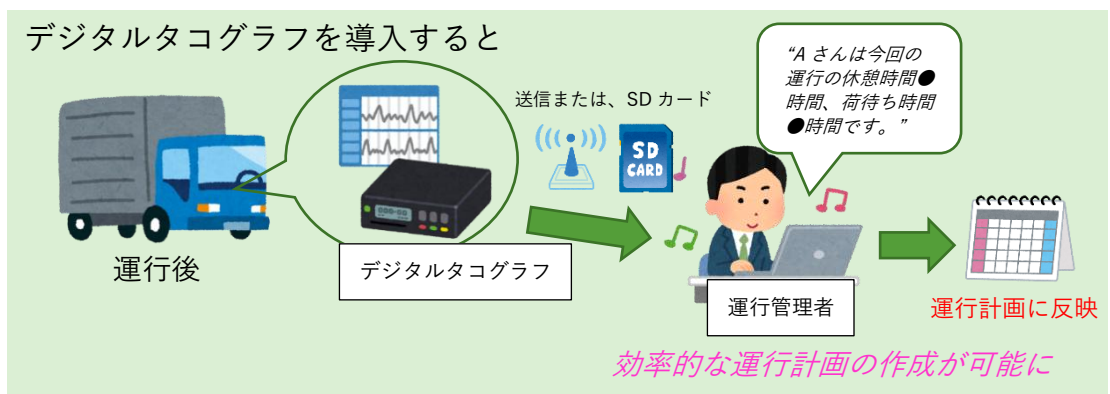 デジタルタコグラフを導入すると
送信または、SD カード
SD
CARD
“A さんは今回の
運行の休憩時間●
時間、荷待ち時間
●時間です。”
運行後
デジタルタコグラフ
運行管理者
運行計画に反映
効率的な運行計画の作成が可能に